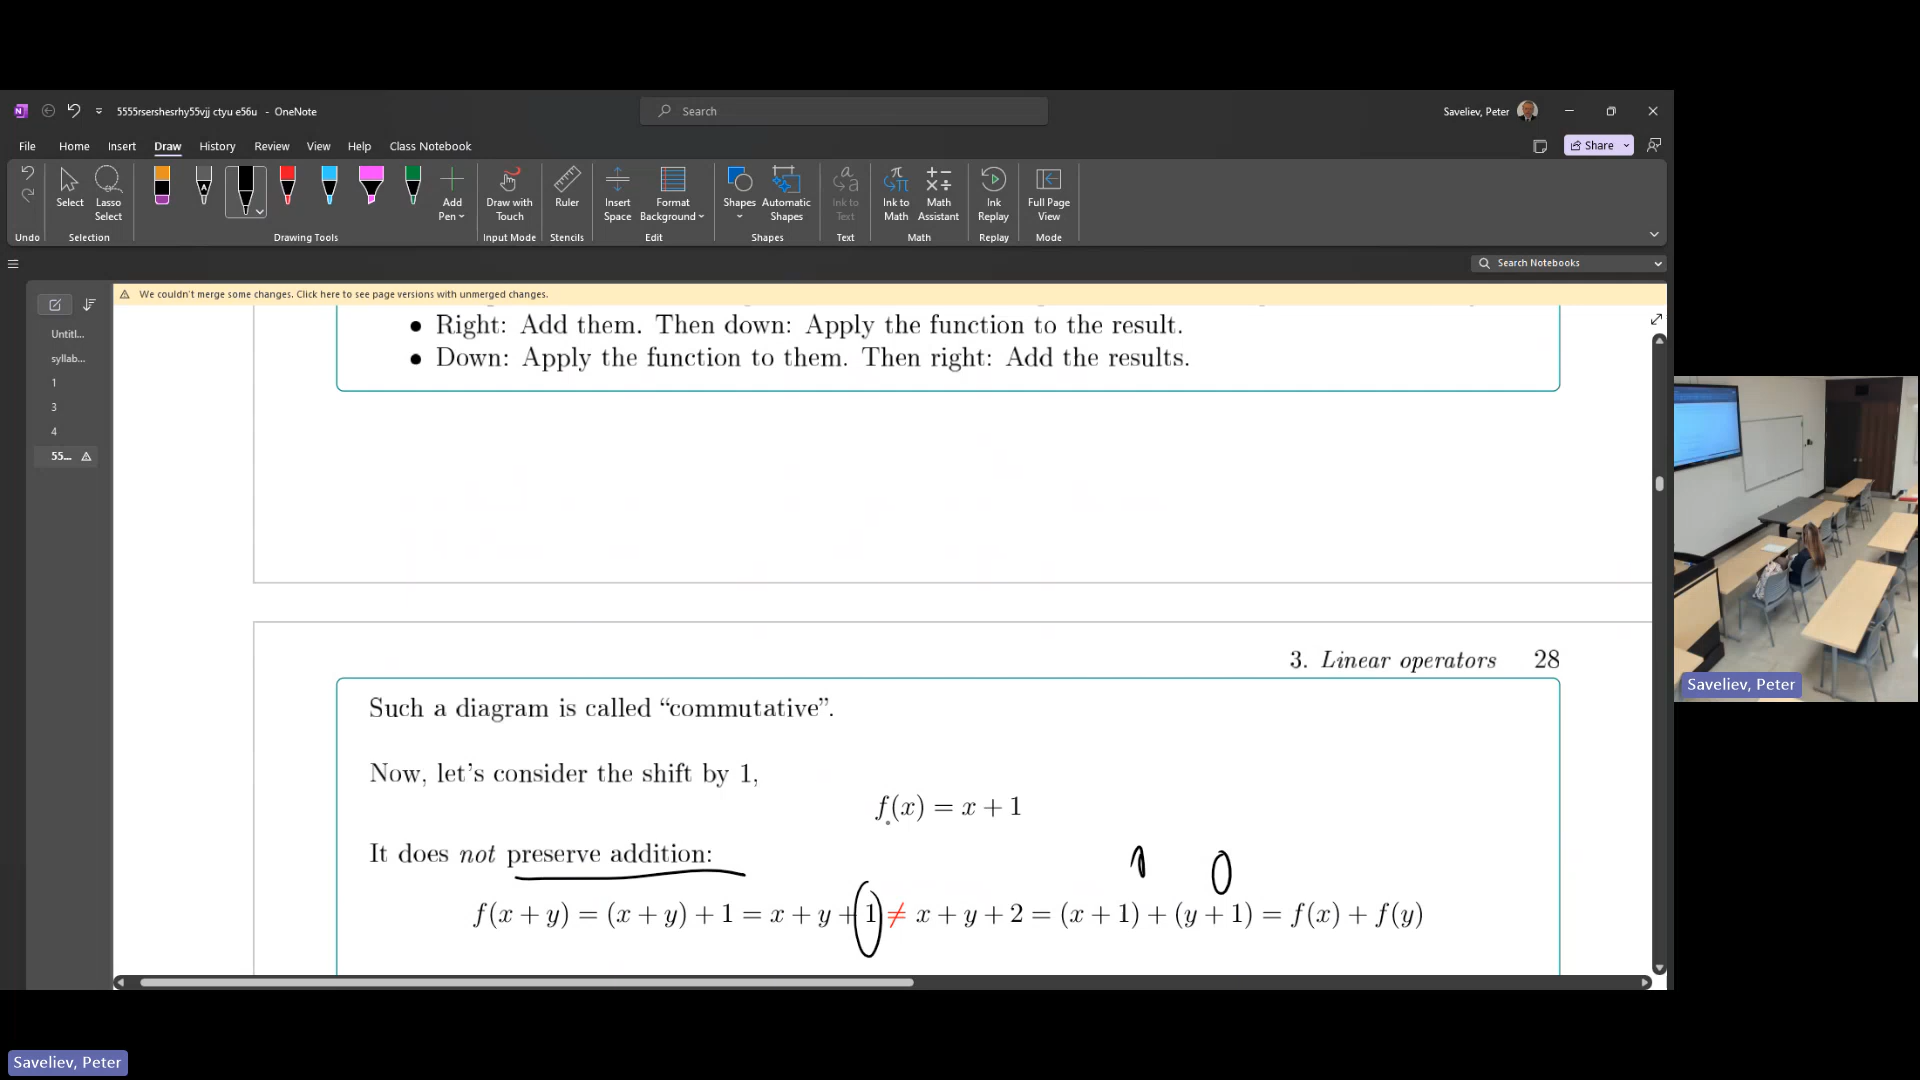 5555rsershesrhy55vjj ctyu e56u - OneNote
Search
Saveliev, Peter
File Home Insert Draw History Review View Help Class Notebook
Share
Undo
Select
Lasso Select
Selection
Drawing Tools
Add Pen
Draw with Touch
Input Mode
Ruler
Stencils
Insert Space
Format Background
Edit
Shapes
Automatic Shapes
Shapes
Ink to Text
Text
Ink to Math
Math Assistant
Math
Ink Replay
Replay
Full Page View
Mode
Search Notebooks
We couldn't merge some changes. Click here to see page versions with unmerged changes.
Untitl...
syllab...
1
3
4
55...
• Right: Add them. Then down: Apply the function to the result.
• Down: Apply the function to them. Then right: Add the results.
3. Linear operators 28
Such a diagram is called “commutative”.
Now, let’s consider the shift by 1,
f(x) = x + 1
It does not preserve addition:
0
f(x + y) = (x + y) + 1 = x + y + 1 ≠ x + y + 2 = (x + 1) + (y + 1) = f(x) + f(y)
Saveliev, Peter
Saveliev, Peter